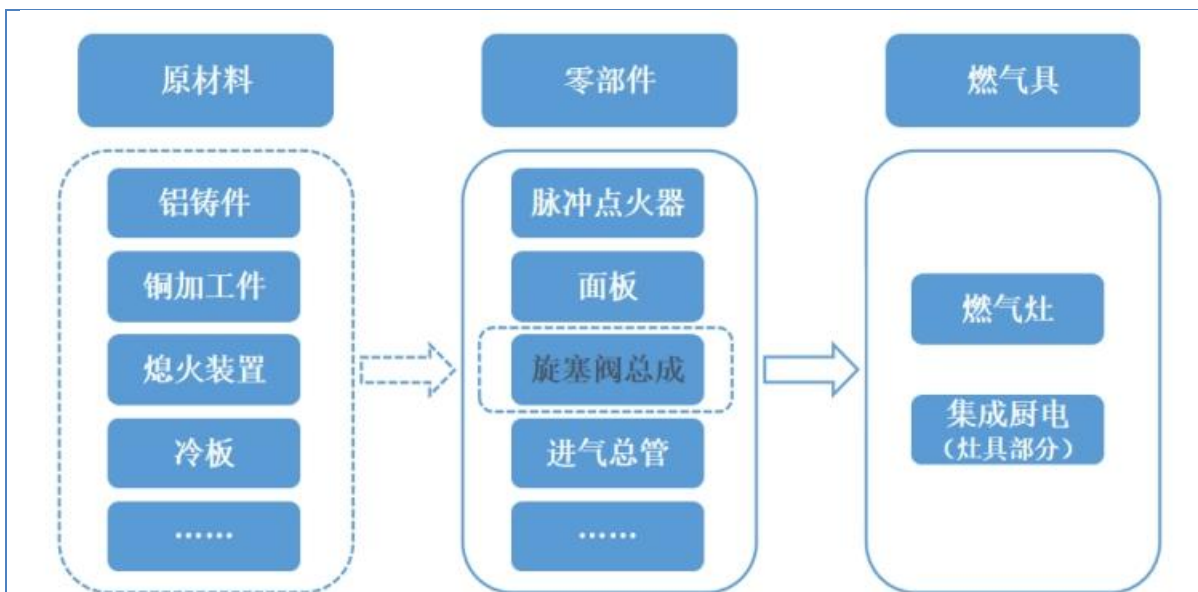 原材料
零部件
燃气具
铝铸件
铜加工件
熄火装置
冷板
……
脉冲点火器
面板
旋塞阀总成
进气总管
……
燃气灶
集成厨电
（灶具部分）